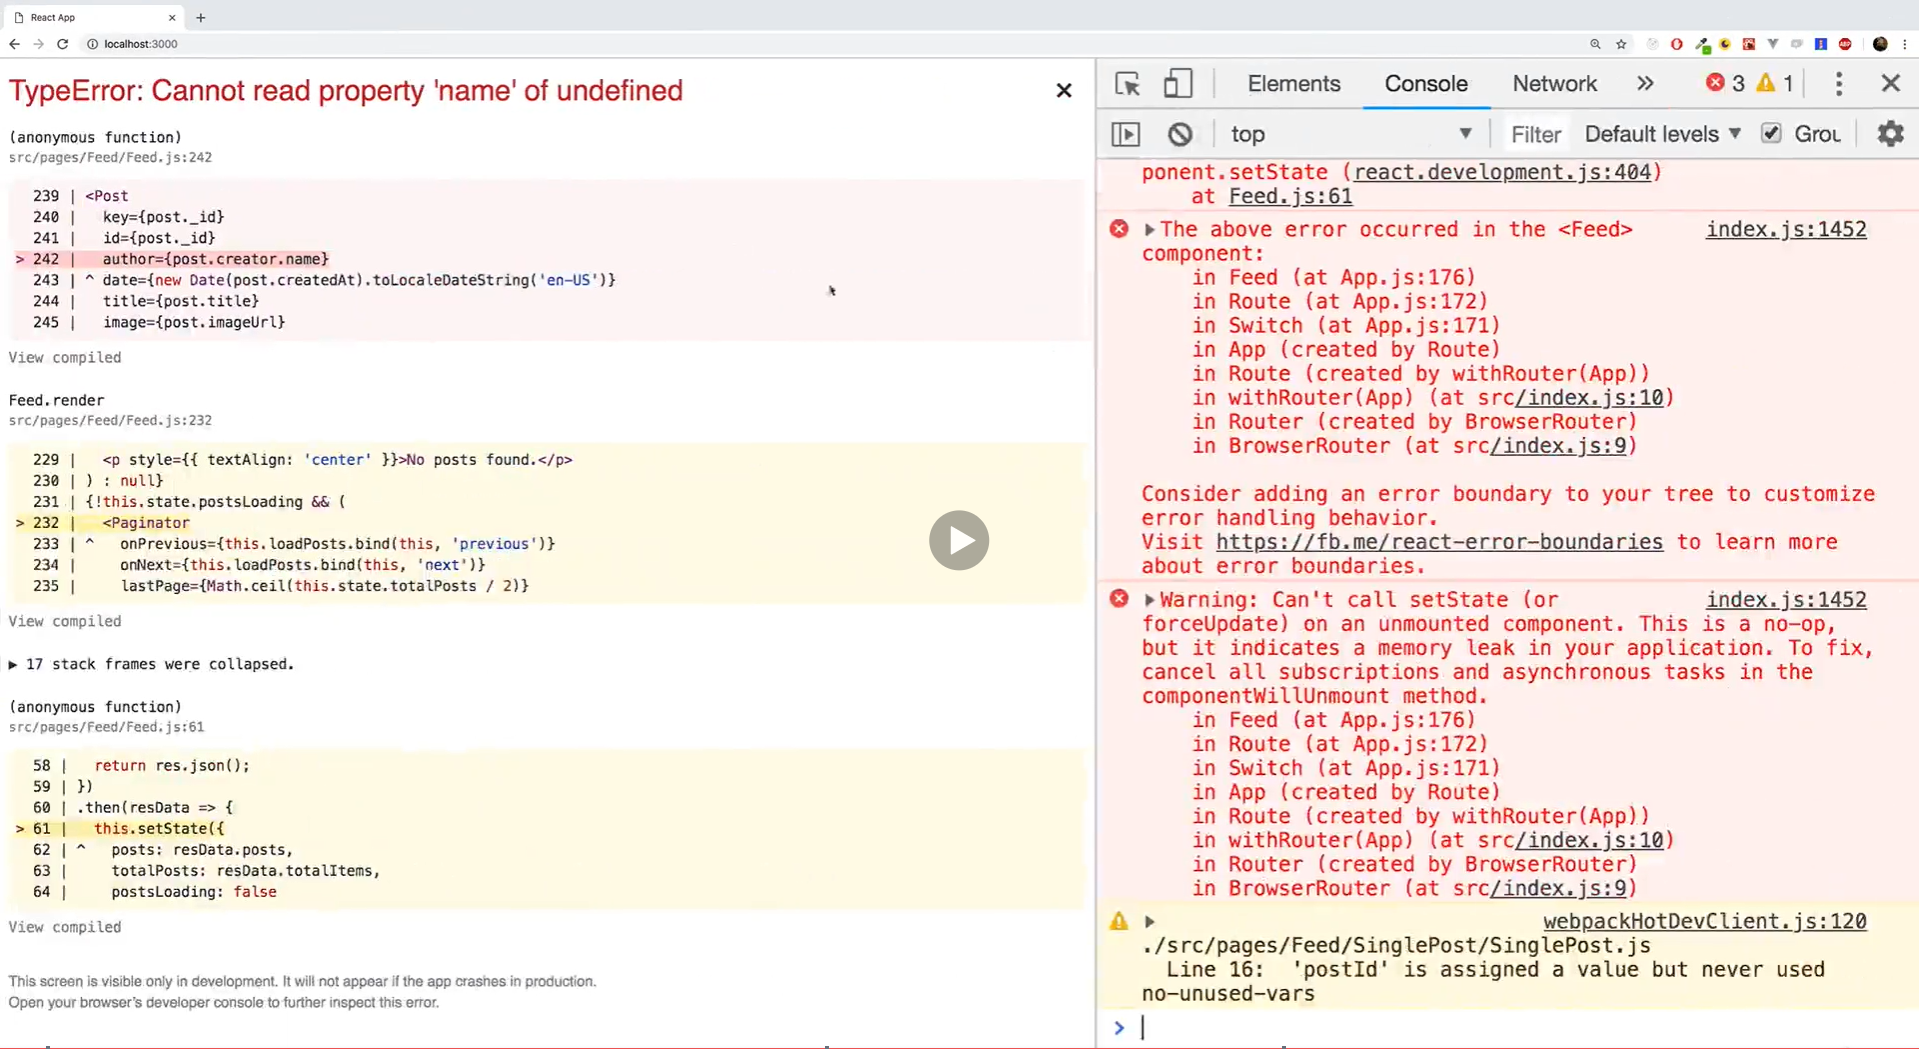 React App
localhost:3000
TypeError: Cannot read property 'name' of undefined
(anonymous function)
src/pages/Feed/Feed.js:242
239 | <Post
240 |   key={post._id}
241 |   id={post._id}
> 242 |   author={post.creator.name}
243 | ^ date={new Date(post.createdAt).toLocaleDateString('en-US')}
244 |   title={post.title}
245 |   image={post.imageUrl}
View compiled
Feed.render
src/pages/Feed/Feed.js:232
229 |   <p style={{ textAlign: 'center' }}>No posts found.</p>
230 | ) : null}
231 | {!this.state.postsLoading && (
> 232 |   <Paginator
233 | ^   onPrevious={this.loadPosts.bind(this, 'previous')}
234 |     onNext={this.loadPosts.bind(this, 'next')}
235 |     lastPage={Math.ceil(this.state.totalPosts / 2)}
View compiled
▶ 17 stack frames were collapsed.
(anonymous function)
src/pages/Feed/Feed.js:61
58 |   return res.json();
59 | })
60 | .then(resData => {
> 61 |   this.setState({
62 | ^   posts: resData.posts,
63 |     totalPosts: resData.totalItems,
64 |     postsLoading: false
View compiled
This screen is visible only in development. It will not appear if the app crashes in production.
Open your browser's developer console to further inspect this error.
Elements Console Network » 3 1
top Filter Default levels Grou
ponent.setState (react.development.js:404)
at Feed.js:61
▶The above error occurred in the <Feed> index.js:1452
component:
in Feed (at App.js:176)
in Route (at App.js:172)
in Switch (at App.js:171)
in App (created by Route)
in Route (created by withRouter(App))
in withRouter(App) (at src/index.js:10)
in Router (created by BrowserRouter)
in BrowserRouter (at src/index.js:9)
Consider adding an error boundary to your tree to customize
error handling behavior.
Visit https://fb.me/react-error-boundaries to learn more
about error boundaries.
▶Warning: Can't call setState (or index.js:1452
forceUpdate) on an unmounted component. This is a no-op,
but it indicates a memory leak in your application. To fix,
cancel all subscriptions and asynchronous tasks in the
componentWillUnmount method.
in Feed (at App.js:176)
in Route (at App.js:172)
in Switch (at App.js:171)
in App (created by Route)
in Route (created by withRouter(App))
in withRouter(App) (at src/index.js:10)
in Router (created by BrowserRouter)
in BrowserRouter (at src/index.js:9)
▶ webpackHotDevClient.js:120
./src/pages/Feed/SinglePost/SinglePost.js
Line 16:  'postId' is assigned a value but never used
no-unused-vars
>